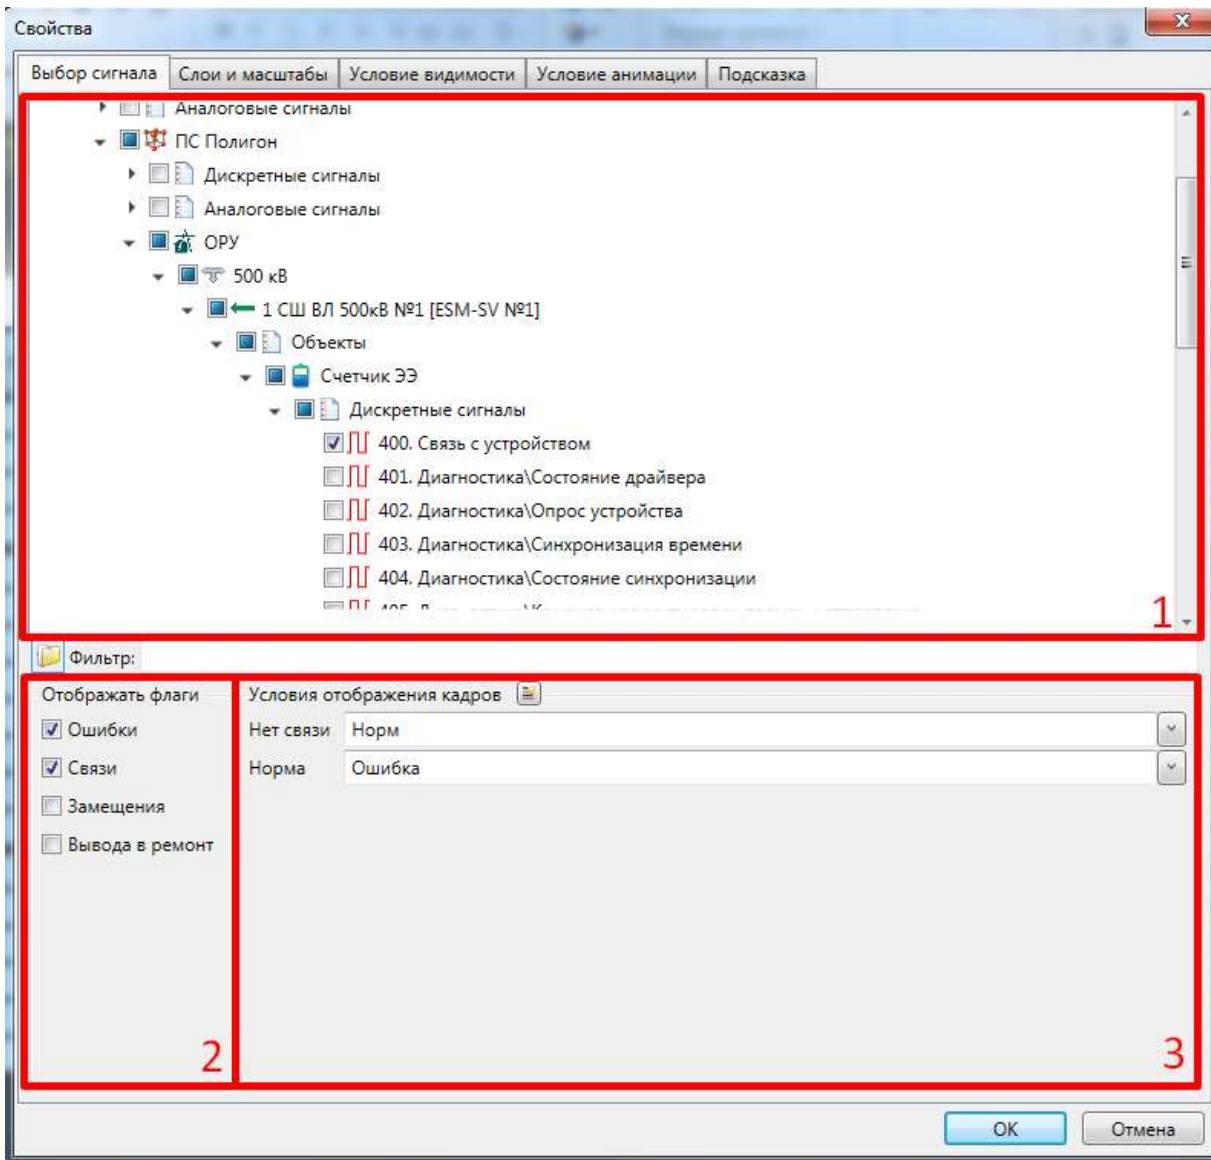 Свойства
Выбор сигнала Слои и масштабы Условие видимости Условие анимации Подсказка
Аналоговые сигналы
ПС Полигон
Дискретные сигналы
Аналоговые сигналы
ОРУ
500 кВ
1 СШ ВЛ 500кВ №1 [ESM-SV №1]
Объекты
Счетчик ЭЭ
Дискретные сигналы
400. Связь с устройством
401. Диагностика\Состояние драйвера
402. Диагностика\Опрос устройства
403. Диагностика\Синхронизация времени
404. Диагностика\Состояние синхронизации
1
Фильтр:
Отображать флаги Условия отображения кадров
Ошибки Нет связи Норм
Связи Норма Ошибка
Замещения
Вывода в ремонт
2 3
OK Отмена